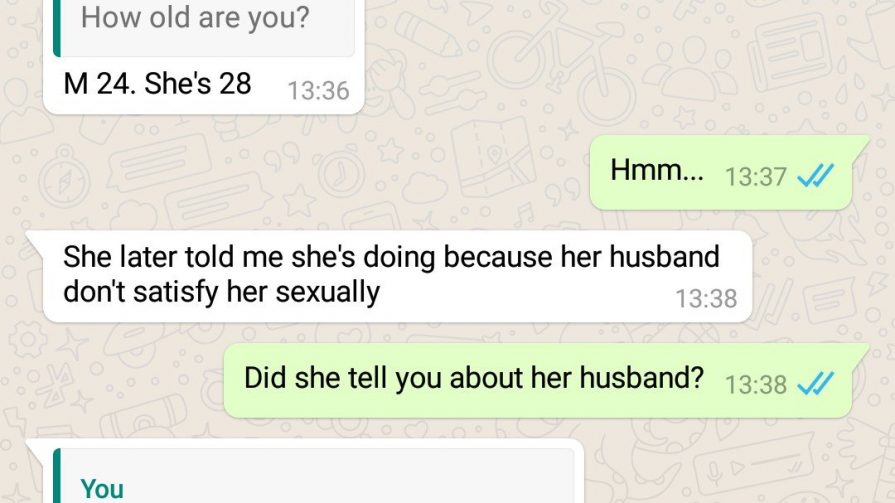 How old are you?
M 24. She's 28
13:36
Hmm...
13:37
She later told me she's doing because her husband
don't satisfy her sexually
13:38
Did she tell you about her husband?
13:38
You